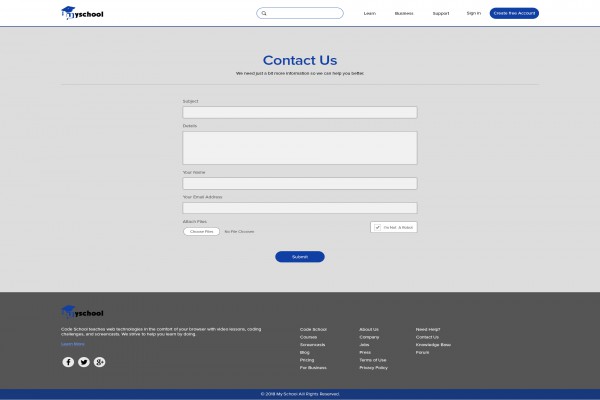 Myschool
Learn Business Support Sign In Create free Account
Contact Us
We need just a bit more information so we can help you better.
Subject
Details
Your Name
Your Email Address
Attach Files
Choose Files No File Choosen
I'm Not A Robot
Submit
Myschool
Code School teaches web technologies in the comfort of your browser with video lessons, coding
challenges, and screencasts. We strive to help you learn by doing.
Learn More
Code School About Us Need Help?
Courses Company Contact Us
Screencasts Jobs Knowledge Base
Blog Press Forum
Pricing Terms of Use
For Business Privacy Policy
© 2018 My School All Rights Reserved.